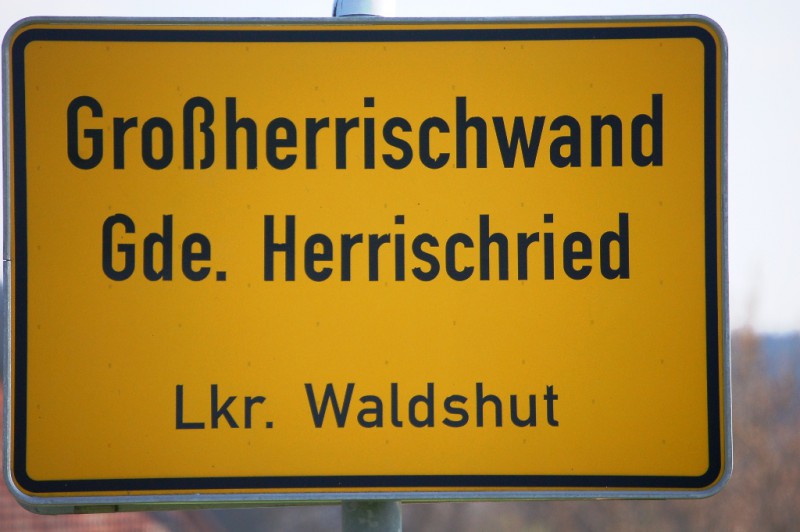 Großherrischwand
Gde. Herrischried
Lkr. Waldshut